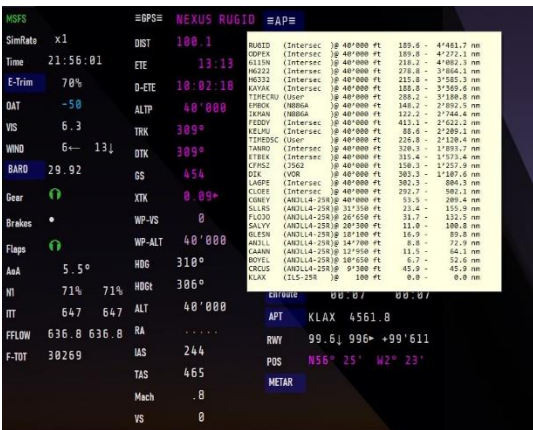 MSFS
SimRate x1
Time 21:56:01
E-Trim 70%
OAT -50
VIS 6.3
WIND 6← 13↓
BARO 29.92
Gear
Brakes
Flaps
AoA 5.5°
N1 71% 71%
ITT 647 647
FFLOW 636.8 636.8
F-TOT 30269
≡GPS≡ NEXUS RUGID
DIST 100.1
ETE 13:13
D-ETE 10:02:18
ALTP 40'000
TRK 309°
DTK 309°
GS 454
XTK 0.09▸
WP-VS 0
WP-ALT 40'000
HDG 310°
HDGt 306°
ALT 40'000
RA .....
IAS 244
TAS 465
Mach .8
VS 0
≡AP≡
RUGID (Intersec )@ 40'000 ft 189.6 - 4'461.7 nm
ODPEX (Intersec )@ 40'000 ft 189.8 - 4'272.1 nm
6115N (Intersec )@ 40'000 ft 218.2 - 4'082.3 nm
H6222 (Intersec )@ 40'000 ft 278.8 - 3'864.1 nm
H6332 (Intersec )@ 40'000 ft 215.8 - 3'585.3 nm
KAYAK (Intersec )@ 40'000 ft 188.8 - 3'369.6 nm
TIMECRU (User )@ 40'000 ft 288.2 - 3'180.8 nm
EMBOK (N886A )@ 40'000 ft 148.2 - 2'892.5 nm
IKMAN (N886A )@ 40'000 ft 122.2 - 2'744.4 nm
FEDDY (Intersec )@ 40'000 ft 413.1 - 2'622.2 nm
KELMU (Intersec )@ 40'000 ft 88.6 - 2'209.1 nm
TIMEDSC (User )@ 40'000 ft 226.8 - 2'120.4 nm
TANRO (Intersec )@ 40'000 ft 320.3 - 1'893.7 nm
ETBEK (Intersec )@ 40'000 ft 315.4 - 1'573.4 nm
CFMSZ (J562 )@ 40'000 ft 150.3 - 1'257.9 nm
DIK (VOR )@ 40'000 ft 303.3 - 1'107.6 nm
LAGPE (Intersec )@ 40'000 ft 302.3 - 804.3 nm
CLOEE (Intersec )@ 40'000 ft 292.7 - 502.1 nm
CGNEY (ANJLL4-25R)@ 40'000 ft 53.5 - 209.4 nm
SLLRS (ANJLL4-25R)@ 31'350 ft 23.4 - 155.9 nm
FLOJO (ANJLL4-25R)@ 26'650 ft 31.7 - 132.5 nm
SALYY (ANJLL4-25R)@ 20'300 ft 11.0 - 100.8 nm
GLESN (ANJLL4-25R)@ 18'100 ft 16.9 - 89.8 nm
ANJLL (ANJLL4-25R)@ 14'700 ft 8.8 - 72.9 nm
CAANN (ANJLL4-25R)@ 12'950 ft 11.5 - 64.1 nm
BOYEL (ANJLL4-25R)@ 10'650 ft 6.7 - 52.6 nm
CRCUS (ANJLL4-25R)@ 9'300 ft 45.9 - 45.9 nm
KLAX (ILS-25R )@ 100 ft 0.0 - 0.0 nm
Enroute 00:07 00:07
APT KLAX 4561.8
RWY 99.6↓ 996▸ +99'611
POS N56° 25' W2° 23'
METAR